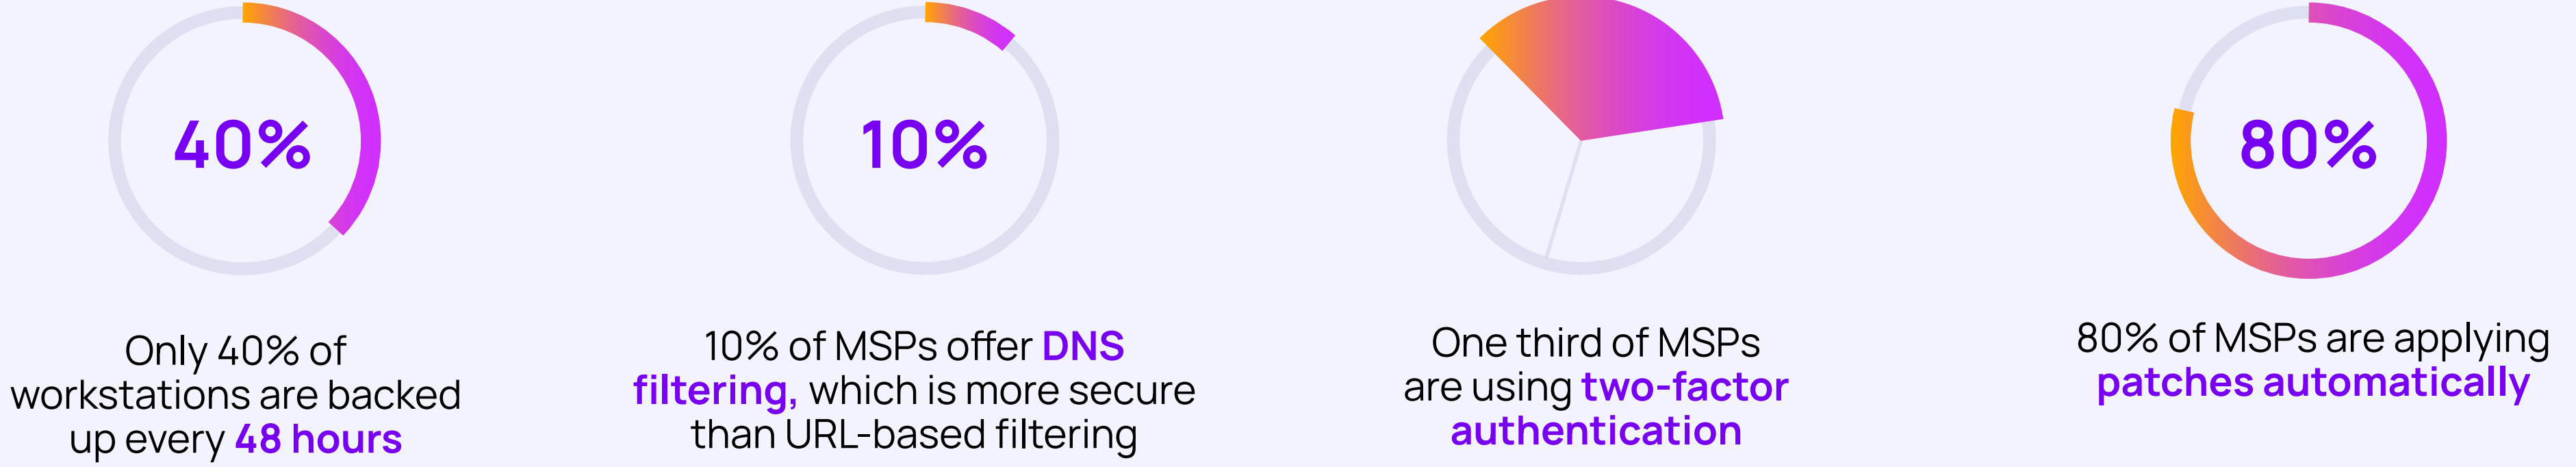 40%
Only 40% of
workstations are backed
up every 48 hours
10%
10% of MSPs offer DNS
filtering, which is more secure
than URL-based filtering
One third of MSPs
are using two-factor
authentication
80%
80% of MSPs are applying
patches automatically